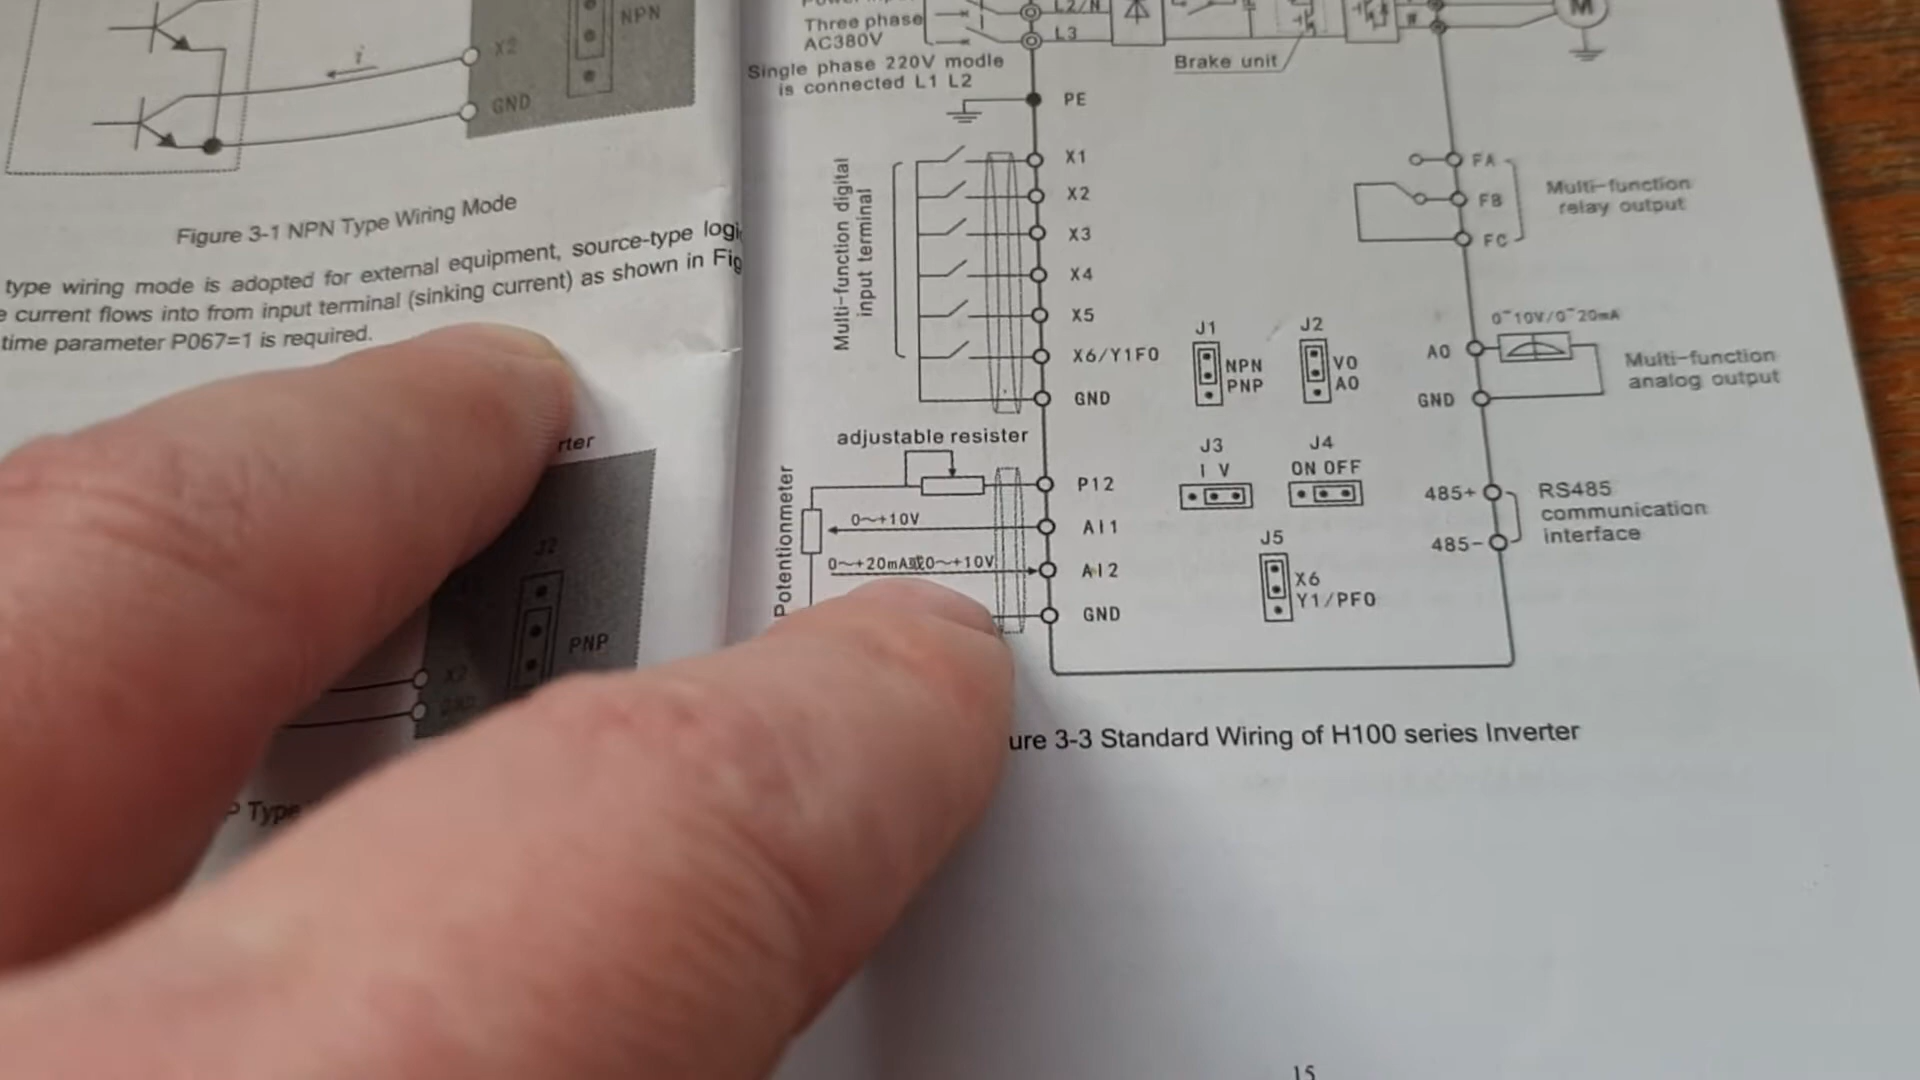 NPN
X2
i
GND
Figure 3-1 NPN Type Wiring Mode
type wiring mode is adopted for external equipment, source-type logi
e current flows into from input terminal (sinking current) as shown in Fig
time parameter P067=1 is required.
rter
J2
PNP
X2
Type
Three phase
AC380V
L2/N
L3
Single phase 220V modle
is connected L1 L2
Brake unit
M
PE
Multi-function digital
input terminal
X1
X2
X3
X4
X5
X6/Y1F0
GND
FA
FB
FC
Multi-function
relay output
J1
NPN
PNP
J2
VO
AO
AO
GND
0~10V/0~20mA
Multi-function
analog output
adjustable resister
Potentionmeter
P12
0~+10V
AI1
0~+20mA或0~+10V
AI2
GND
J3
I V
J4
ON OFF
J5
X6
Y1/PFO
485+
485-
RS485
communication
interface
ure 3-3 Standard Wiring of H100 series Inverter
15